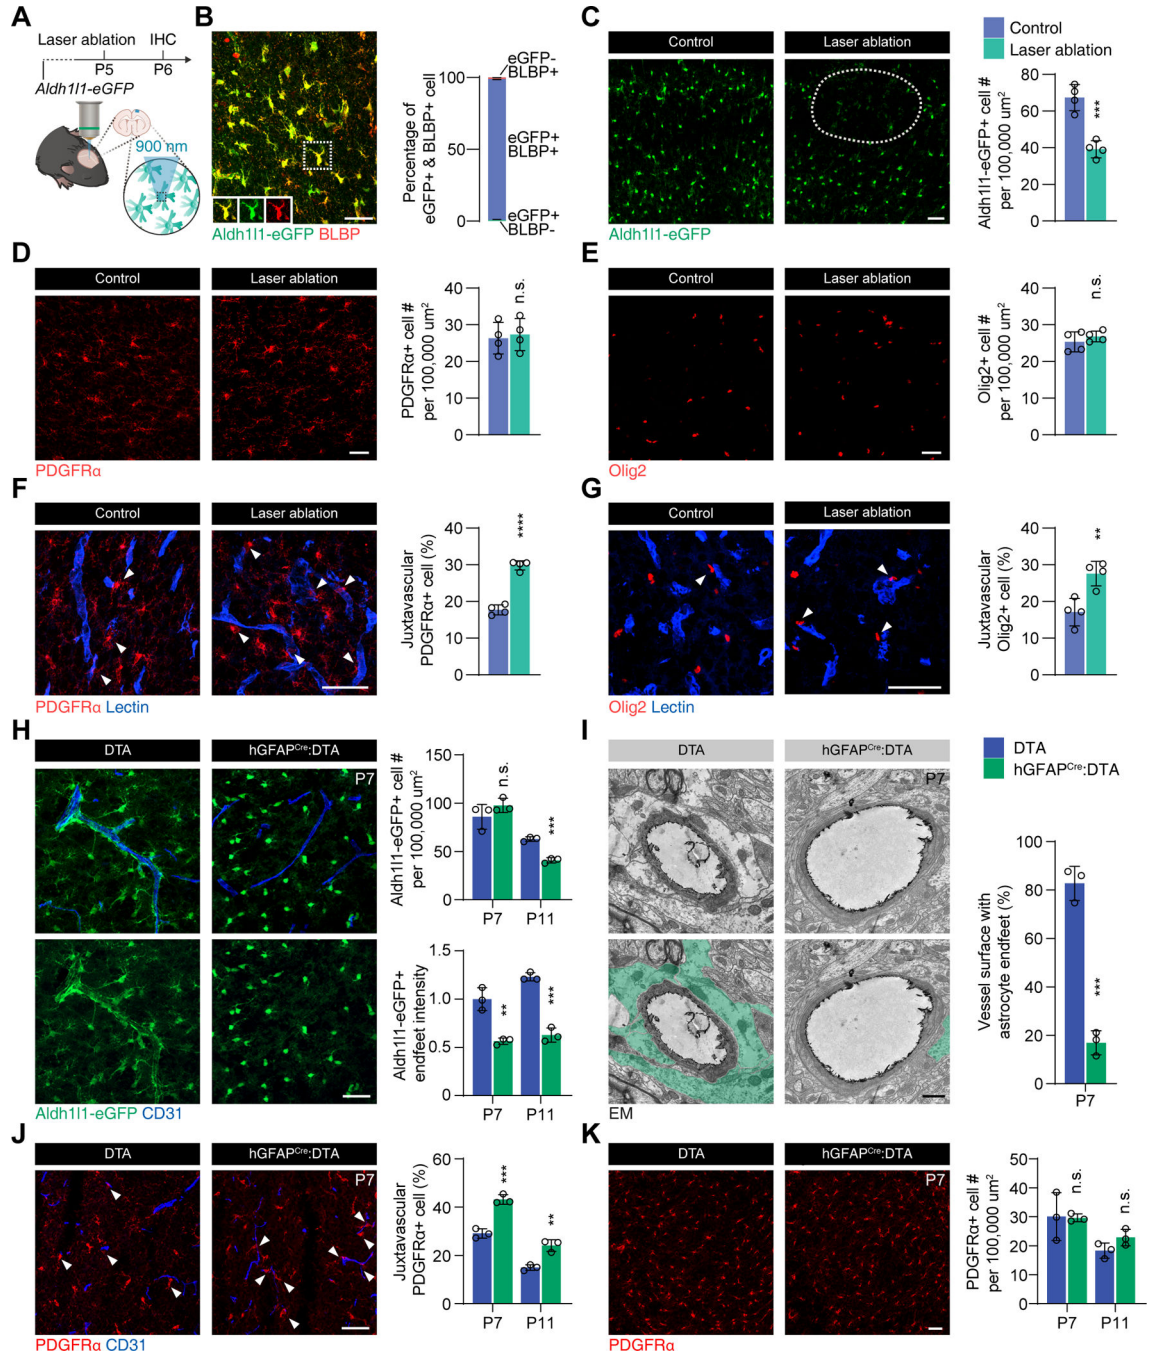 A
Laser ablation
IHC
P5
P6
Aldh1l1-eGFP
900 nm
B
Aldh1l1-eGFP BLBP
Percentage of
eGFP+ & BLBP+ cell
100
50
0
eGFP-
BLBP+
eGFP+
BLBP+
eGFP+
BLBP-
C
Control
Laser ablation
Aldh1l1-eGFP
Control
Laser ablation
Aldh1l1-eGFP+ cell #
per 100,000 um²
80
60
40
20
0
***
D
Control
Laser ablation
PDGFRα
PDGFRα+ cell #
per 100,000 um²
40
30
20
10
0
n.s.
E
Control
Laser ablation
Olig2
Olig2+ cell #
per 100,000 um²
40
30
20
10
0
n.s.
F
Control
Laser ablation
PDGFRα Lectin
Juxtavascular
PDGFRα+ cell (%)
40
30
20
10
0
****
G
Control
Laser ablation
Olig2 Lectin
Juxtavascular
Olig2+ cell (%)
40
30
20
10
0
**
H
DTA
hGFAPCre:DTA
P7
Aldh1l1-eGFP CD31
Aldh1l1-eGFP+ cell #
per 100,000 um²
150
100
50
0
n.s.
***
P7
P11
Aldh1l1-eGFP+
endfeet intensity
1.5
1.0
0.5
0.0
**
***
P7
P11
I
DTA
hGFAPCre:DTA
P7
EM
DTA
hGFAPCre:DTA
Vessel surface with
astrocyte endfeet (%)
100
80
60
40
20
0
***
P7
J
DTA
hGFAPCre:DTA
P7
PDGFRα CD31
Juxtavascular
PDGFRα+ cell (%)
60
40
20
0
***
**
P7
P11
K
DTA
hGFAPCre:DTA
P7
PDGFRα
PDGFRα+ cell #
per 100,000 um²
50
40
30
20
10
0
n.s.
n.s.
P7
P11